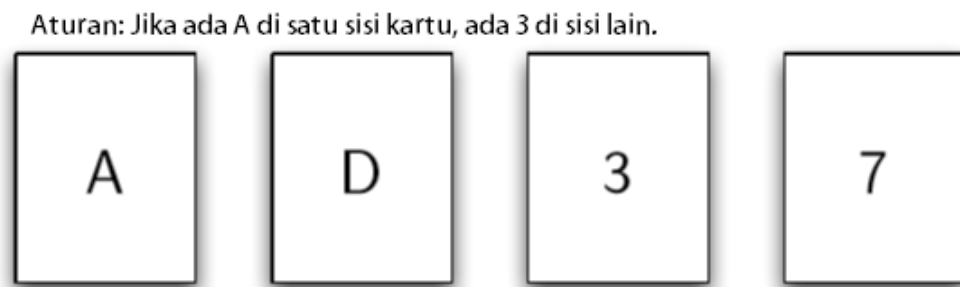 Aturan: Jika ada A di satu sisi kartu, ada 3 di sisi lain.
A D 3 7